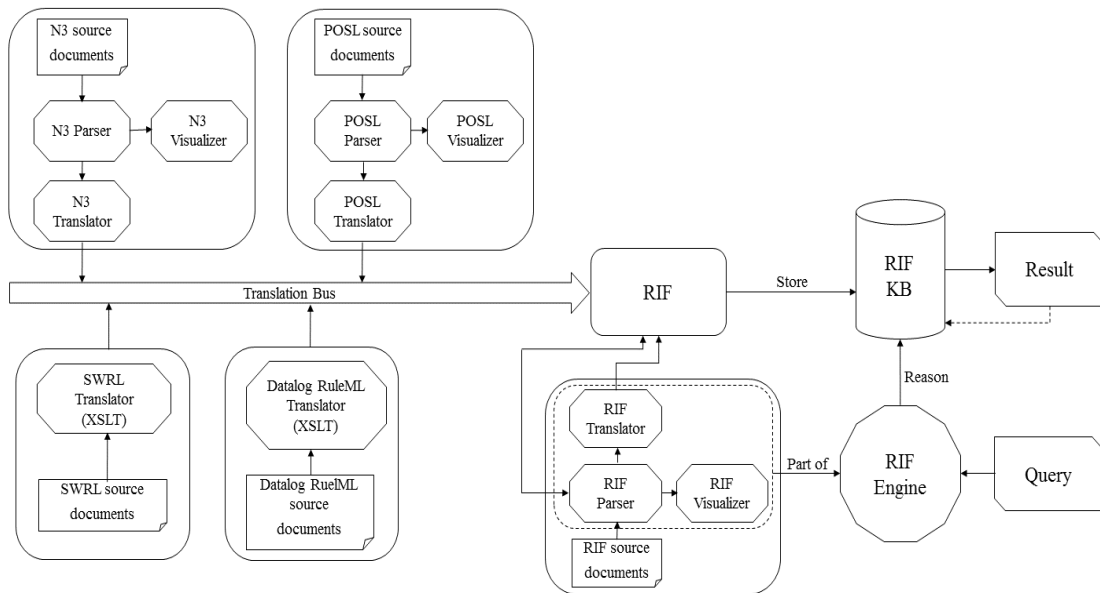 N3 source
documents
N3 Parser
N3
Visualizer
N3
Translator
POSL source
documents
POSL
Parser
POSL
Visualizer
POSL
Translator
Translation Bus
RIF
Store
RIF
KB
Result
SWRL
Translator
(XSLT)
SWRL source
documents
Datalog RuleML
Translator
(XSLT)
Datalog RuelML
source
documents
RIF
Translator
RIF
Parser
RIF
Visualizer
RIF source
documents
Part of
Reason
RIF
Engine
Query